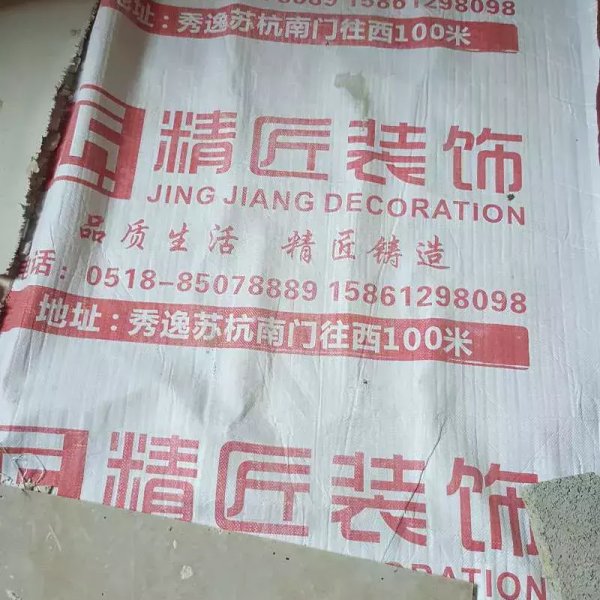 地址：秀逸苏杭南门往西100米
精匠装饰
JING JIANG DECORATION
品质生活 精匠铸造
电话：0518-85078889 15861298098
地址：秀逸苏杭南门往西100米
精匠装饰
ATION